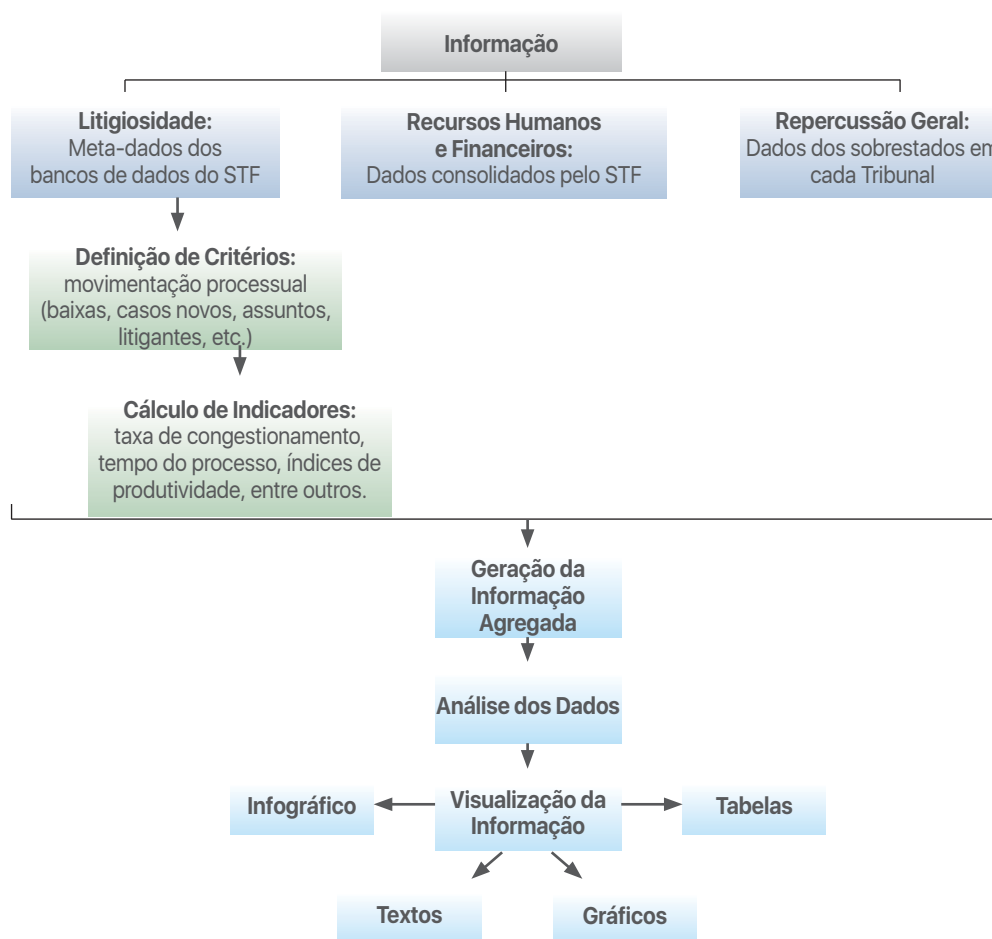 Informação
Litigiosidade:
Meta-dados dos
bancos de dados do STF
Recursos Humanos
e Financeiros:
Dados consolidados pelo STF
Repercussão Geral:
Dados dos sobrestados em
cada Tribunal
Definição de Critérios:
movimentação processual
(baixas, casos novos, assuntos,
litigantes, etc.)
Cálculo de Indicadores:
taxa de congestionamento,
tempo do processo, índices de
produtividade, entre outros.
Geração da
Informação
Agregada
Análise dos Dados
Visualização da
Informação
Infográfico
Tabelas
Textos
Gráficos